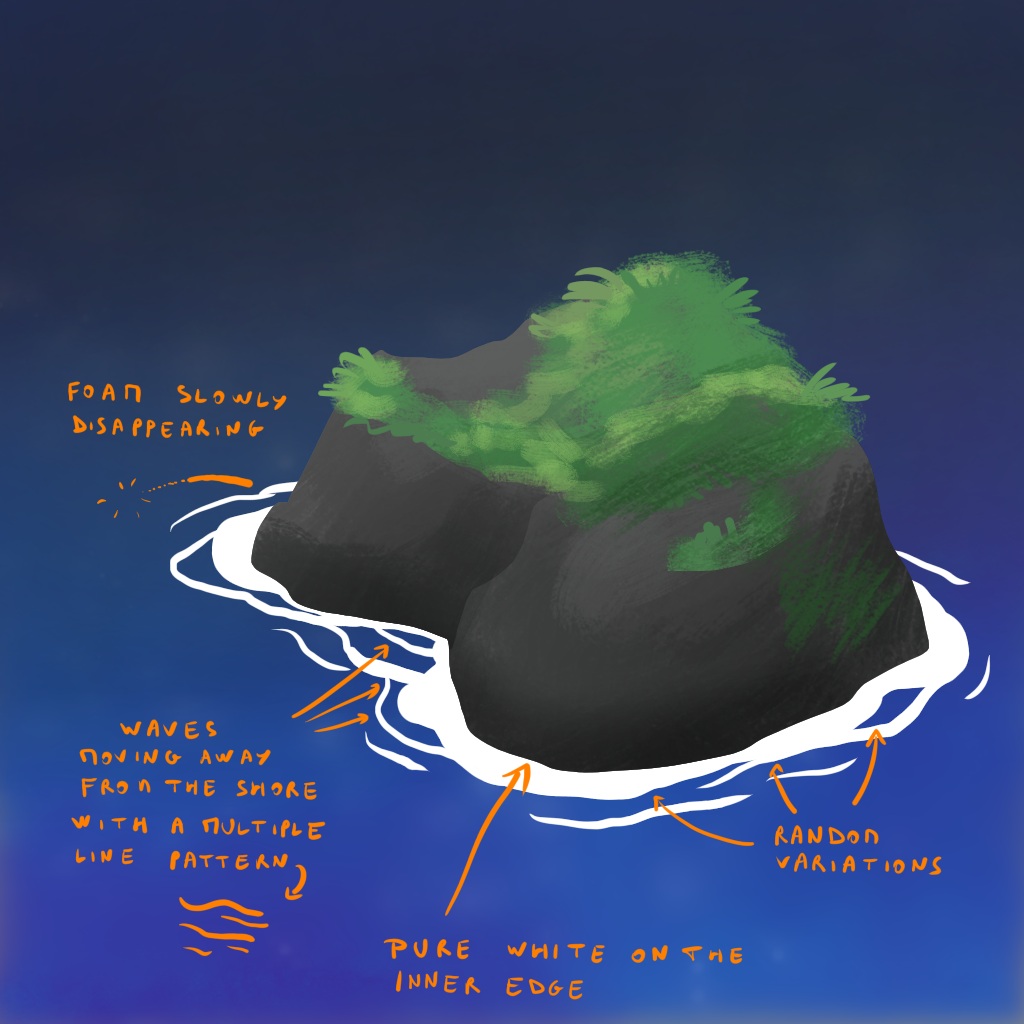 FOAM SLOWLY
DISAPPEARING
WAVES
MOVING AWAY
FROM THE SHORE
WITH A MULTIPLE
LINE PATTERN
RANDOM
VARIATIONS
PURE WHITE ON THE
INNER EDGE